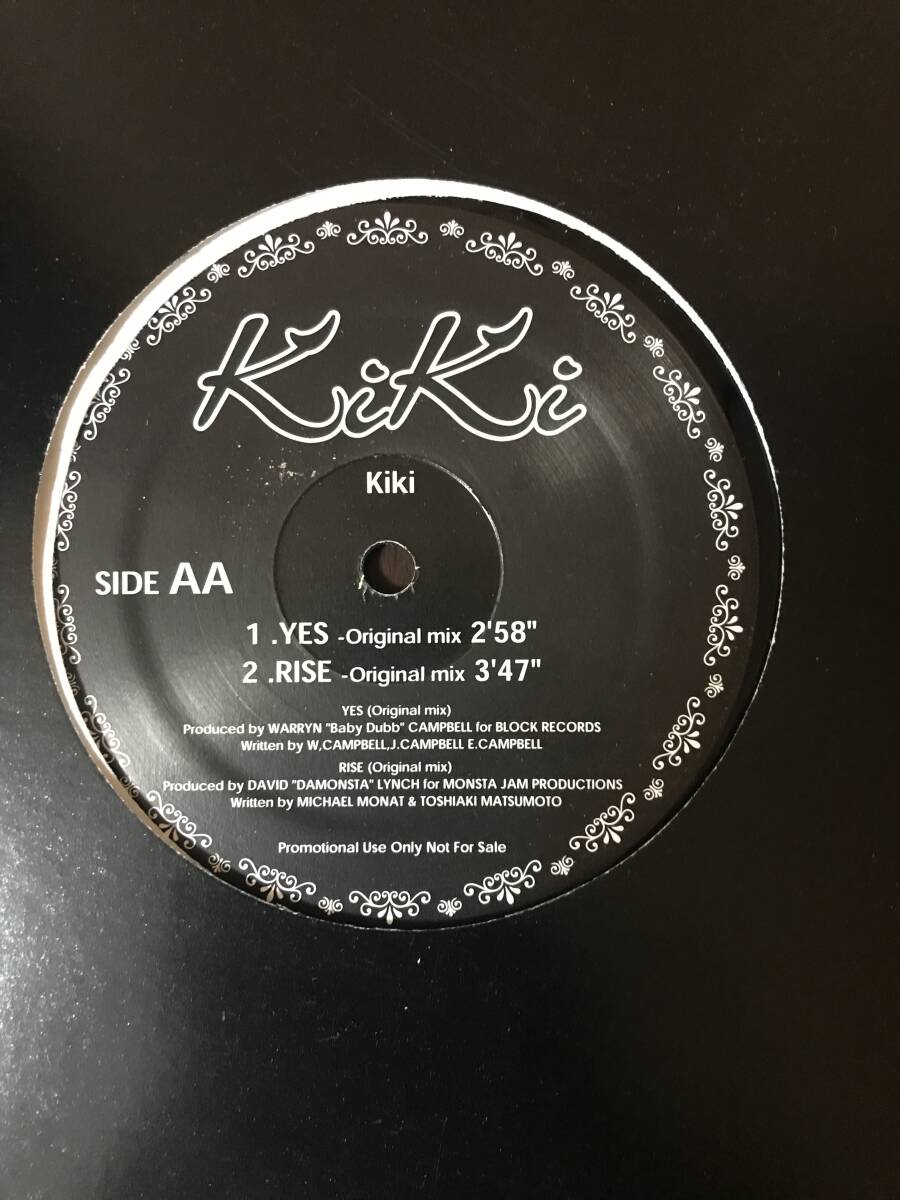 KiKi
Kiki
SIDE AA
1 .YES -Original mix 2'58"
2 .RISE -Original mix 3'47"
YES (Original mix)
Produced by WARRYN "Baby Dubb" CAMPBELL for BLOCK RECORDS
Written by W,CAMPBELL,J.CAMPBELL E.CAMPBELL
RISE (Original mix)
Produced by DAVID "DAMONSTA" LYNCH for MONSTA JAM PRODUCTIONS
Written by MICHAEL MONAT & TOSHIAKI MATSUMOTO
Promotional Use Only Not For Sale